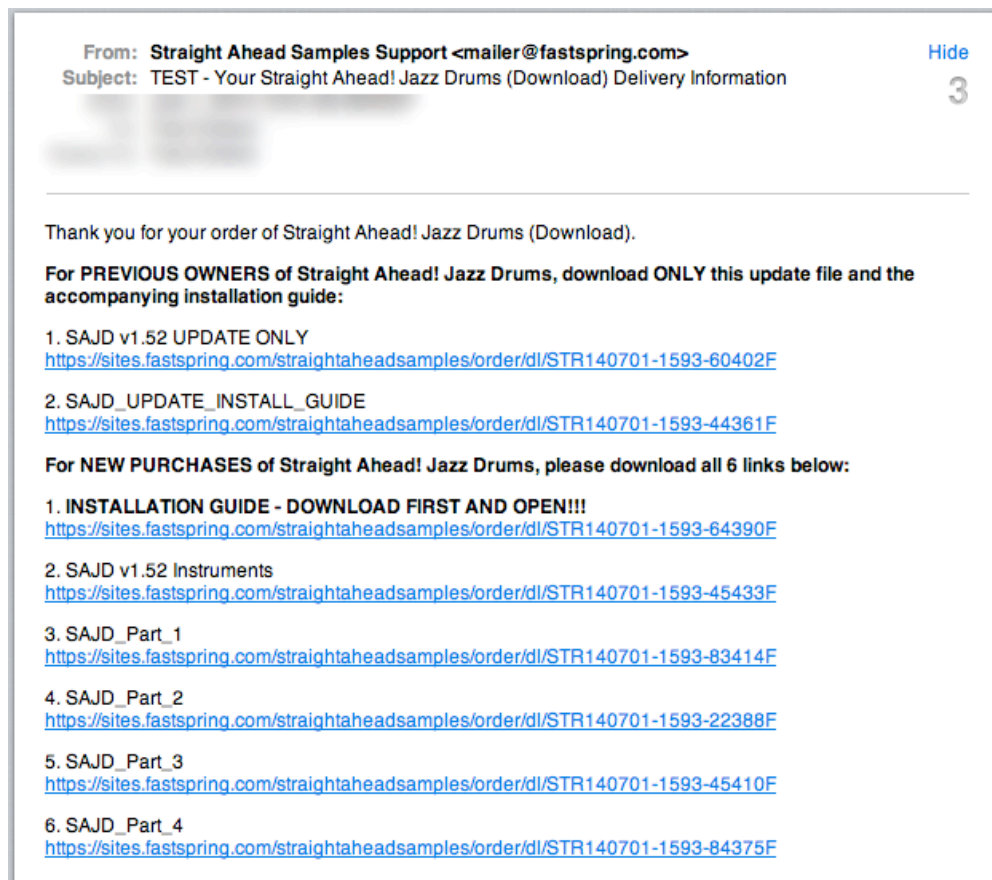 From: Straight Ahead Samples Support <mailer@fastspring.com> Hide
Subject: TEST - Your Straight Ahead! Jazz Drums (Download) Delivery Information
3
Thank you for your order of Straight Ahead! Jazz Drums (Download).
For PREVIOUS OWNERS of Straight Ahead! Jazz Drums, download ONLY this update file and the
accompanying installation guide:
1. SAJD v1.52 UPDATE ONLY
https://sites.fastspring.com/straightaheadsamples/order/dl/STR140701-1593-60402F
2. SAJD_UPDATE_INSTALL_GUIDE
https://sites.fastspring.com/straightaheadsamples/order/dl/STR140701-1593-44361F
For NEW PURCHASES of Straight Ahead! Jazz Drums, please download all 6 links below:
1. INSTALLATION GUIDE - DOWNLOAD FIRST AND OPEN!!!
https://sites.fastspring.com/straightaheadsamples/order/dl/STR140701-1593-64390F
2. SAJD v1.52 Instruments
https://sites.fastspring.com/straightaheadsamples/order/dl/STR140701-1593-45433F
3. SAJD_Part_1
https://sites.fastspring.com/straightaheadsamples/order/dl/STR140701-1593-83414F
4. SAJD_Part_2
https://sites.fastspring.com/straightaheadsamples/order/dl/STR140701-1593-22388F
5. SAJD_Part_3
https://sites.fastspring.com/straightaheadsamples/order/dl/STR140701-1593-45410F
6. SAJD_Part_4
https://sites.fastspring.com/straightaheadsamples/order/dl/STR140701-1593-84375F